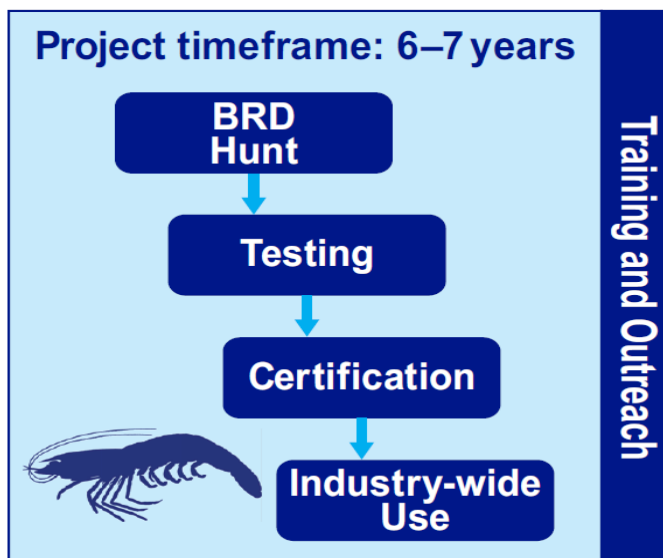 Project timeframe: 6–7 years
BRD
Hunt
Testing
Certification
Industry-wide
Use
Training and Outreach